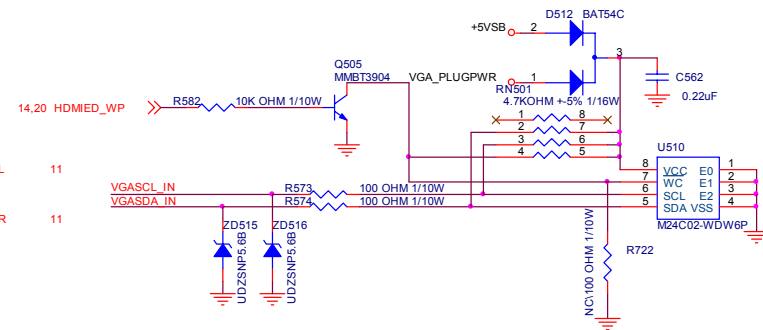 D512 BAT54C
+5VSB 2
3
Q505
MMBT3904
VGA_PLUGPWR 1
C562
0.22uF
RN501
4.7KOHM +-5% 1/16W
14,20 HDMIED_WP
R582
10K OHM 1/10W
1 8
2 7
3 6
4 5
U510
8 VCC E0 1
7 WC E1 2
6 SCL E2 3
5 SDA VSS 4
M24C02-WDW6P
L 11
VGASCL_IN
R573
100 OHM 1/10W
VGASDA_IN
R574
100 OHM 1/10W
R 11
ZD515
UDZSNP5.6B
ZD516
UDZSNP5.6B
NC\100 OHM 1/10W
R722